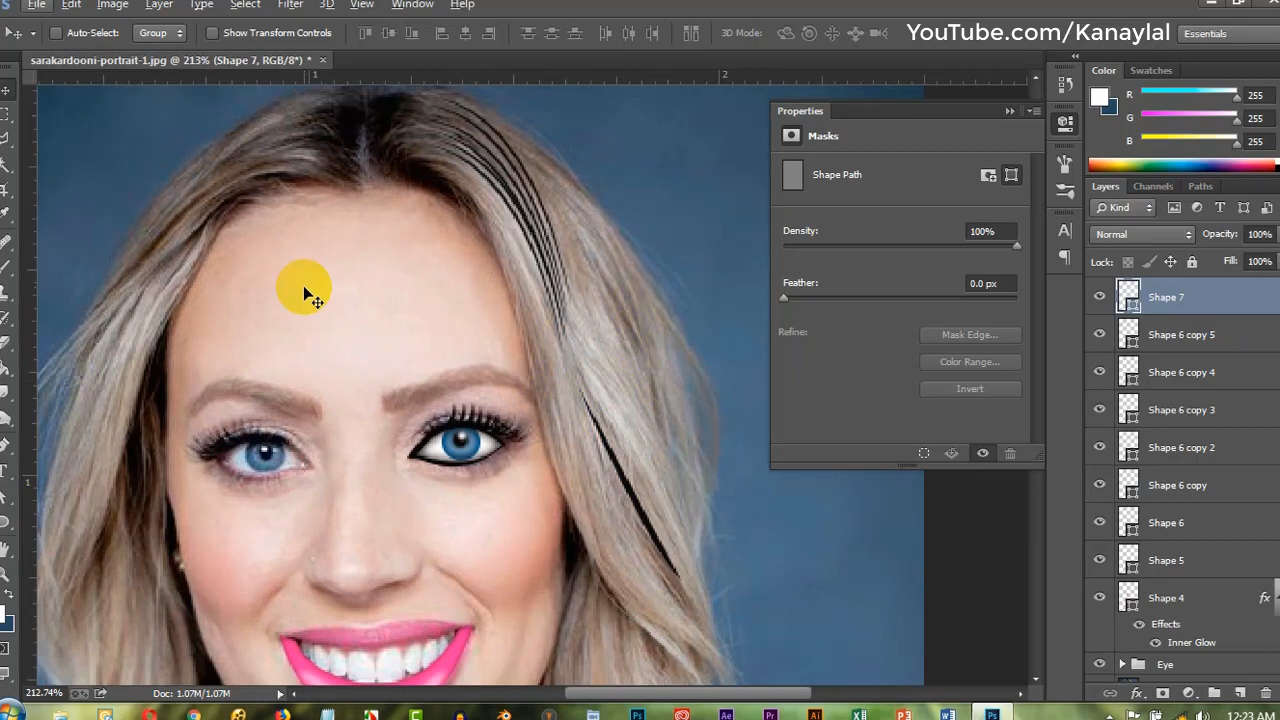 File Edit Image Layer Type Select Filter 3D View Window Help
Auto-Select: Group Show Transform Controls 3D Mode: YouTube.com/Kanaylal Essentials
sarakardooni-portrait-1.jpg @ 213% (Shape 7, RGB/8*) * ×
1 2
Color Swatches
R 255
G 255
B 255
Properties
Masks
Shape Path
Density: 100%
Feather: 0.0 px
Refine: Mask Edge...
Color Range...
Invert
Layers Channels Paths
Kind
Normal Opacity: 100%
Lock: Fill: 100%
Shape 7
Shape 6 copy 5
Shape 6 copy 4
Shape 6 copy 3
Shape 6 copy 2
Shape 6 copy
Shape 6
Shape 5
Shape 4 fx
Effects
Inner Glow
Eye
1
212.74% Doc: 1.07M/1.07M
12:23 AM